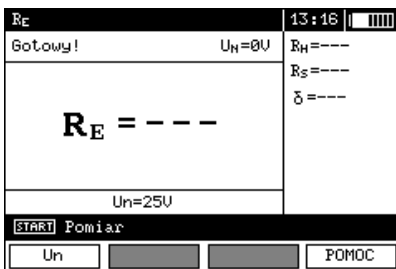 RE 13:16
Gotowy! UN=0V RH=---
RS=---
δ=---
RE = ---
Un=25V
START Pomiar
Un POMOC